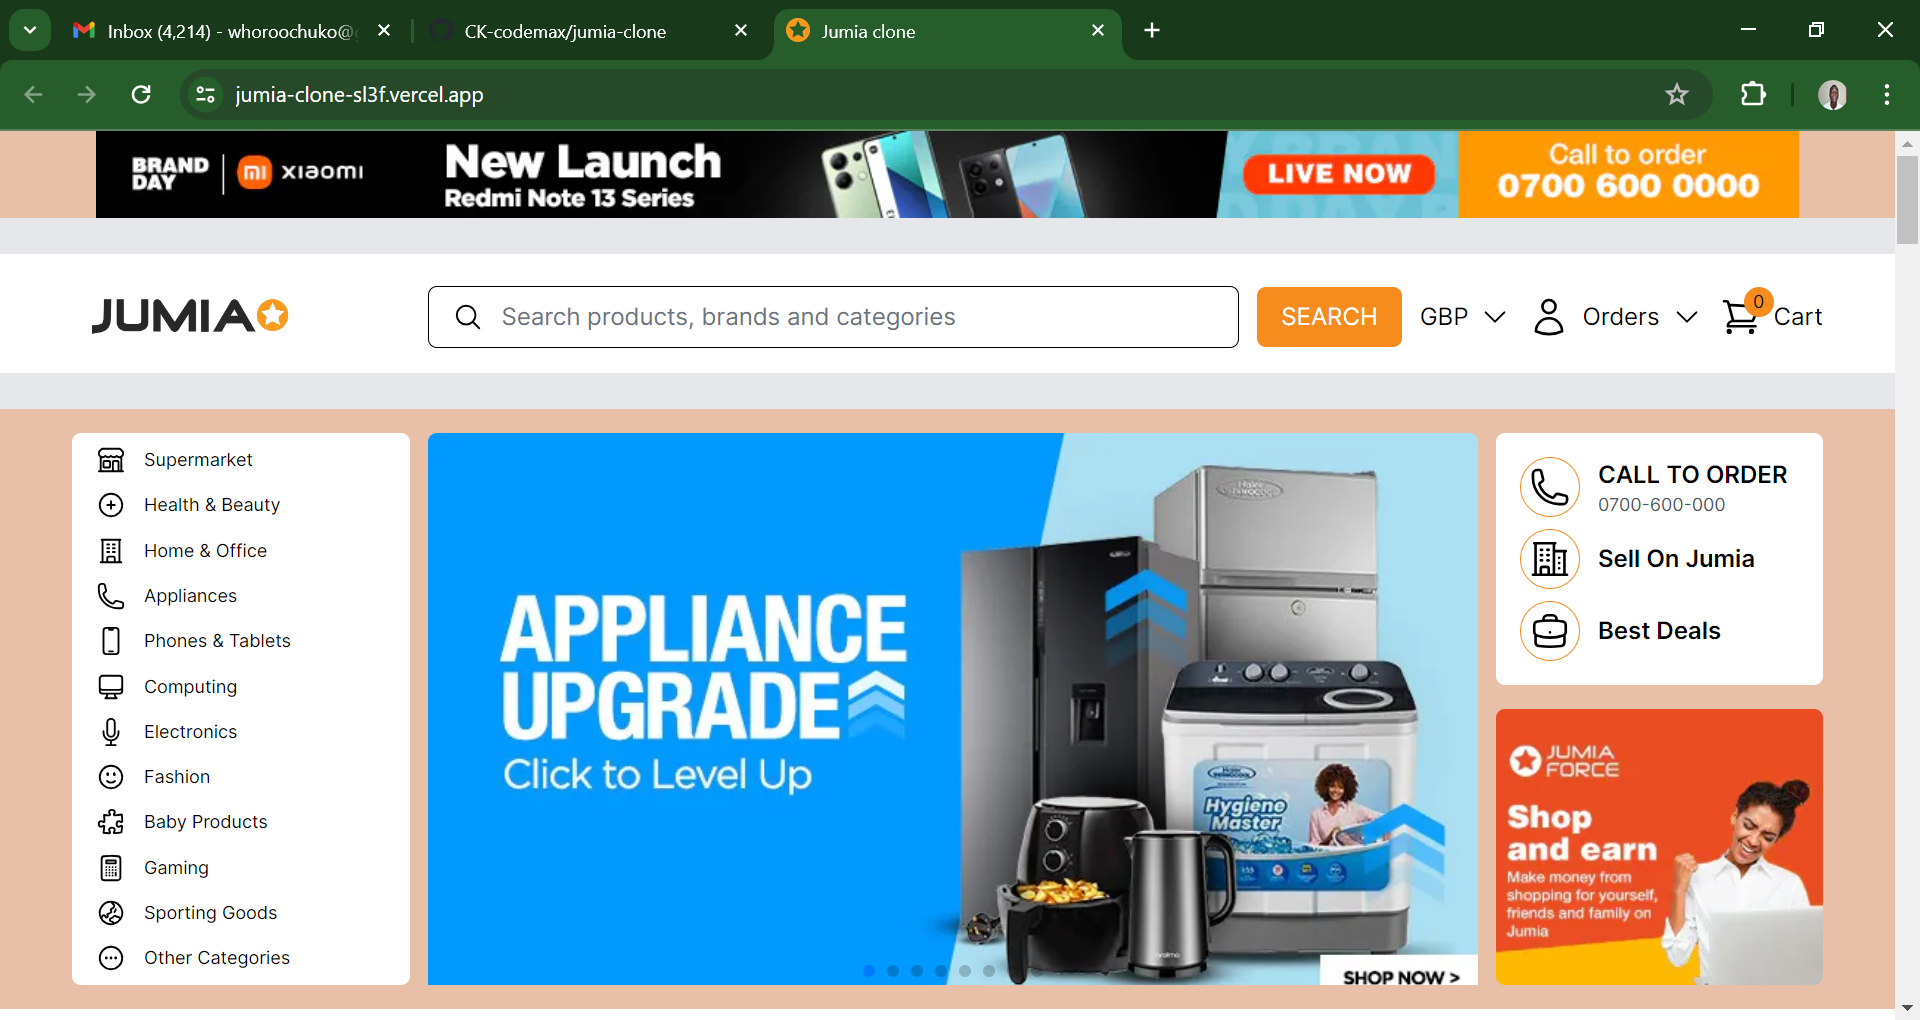 Inbox (4,214) - whoroochuko@
CK-codemax/jumia-clone
Jumia clone
jumia-clone-sl3f.vercel.app
BRAND
DAY
mi
XIAOMI
New Launch
Redmi Note 13 Series
LIVE NOW
Call to order
0700 600 0000
JUMIA
Search products, brands and categories
SEARCH
GBP
Orders
0
Cart
Supermarket
Health & Beauty
Home & Office
Appliances
Phones & Tablets
Computing
Electronics
Fashion
Baby Products
Gaming
Sporting Goods
Other Categories
APPLIANCE
UPGRADE
Click to Level Up
Hygiene
Master
SHOP NOW >
CALL TO ORDER
0700-600-000
Sell On Jumia
Best Deals
JUMIA
FORCE
Shop
and earn
Make money from
shopping for yourself,
friends and family on
Jumia